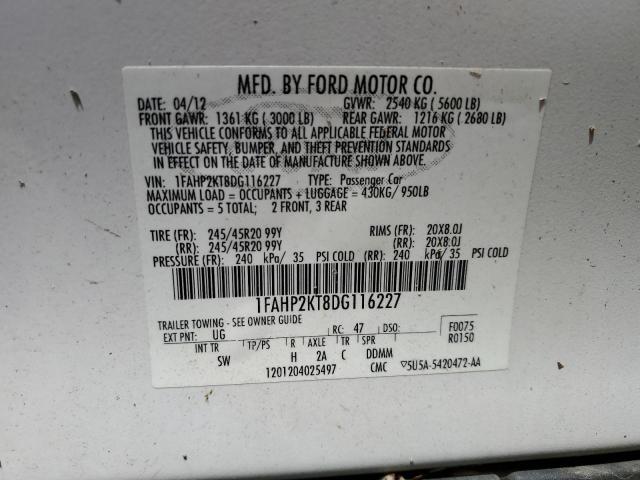 MFD. BY FORD MOTOR CO.
DATE: 04/12 GVWR: 2540 KG ( 5600 LB)
FRONT GAWR: 1361 KG ( 3000 LB) REAR GAWR: 1216 KG ( 2680 LB)
THIS VEHICLE CONFORMS TO ALL APPLICABLE FEDERAL MOTOR
VEHICLE SAFETY, BUMPER, AND THEFT PREVENTION STANDARDS
IN EFFECT ON THE DATE OF MANUFACTURE SHOWN ABOVE.
VIN: 1FAHP2KT8DG116227 TYPE: Passenger Car
MAXIMUM LOAD = OCCUPANTS + LUGGAGE = 430KG/ 950LB
OCCUPANTS = 5 TOTAL; 2 FRONT, 3 REAR
TIRE (FR): 245/45R20 99Y RIMS (FR): 20X8.0J
(RR): 245/45R20 99Y (RR): 20X8.0J
PRESSURE (FR): 240 kPa/ 35 PSI COLD (RR): 240 kPa/ 35 PSI COLD
1FAHP2KT8DG116227
TRAILER TOWING - SEE OWNER GUIDE
EXT PNT: UG RC: 47 DSO: F0075
INT TR TP/PS R AXLE TR SPR R0150
SW H 2A C DDMM
1201204025497 CMC ▽5U5A-5420472-AA